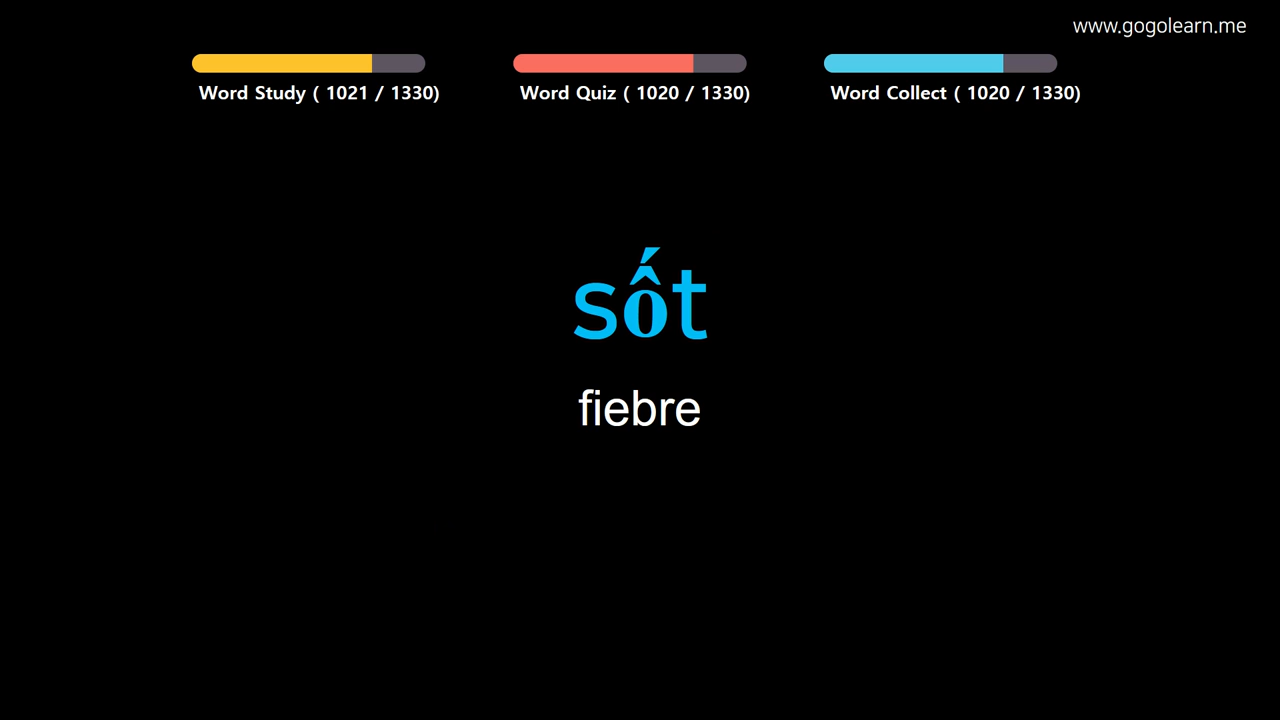 www.gogolearn.me
Word Study ( 1021 / 1330)
Word Quiz ( 1020 / 1330)
Word Collect ( 1020 / 1330)
sốt
fiebre